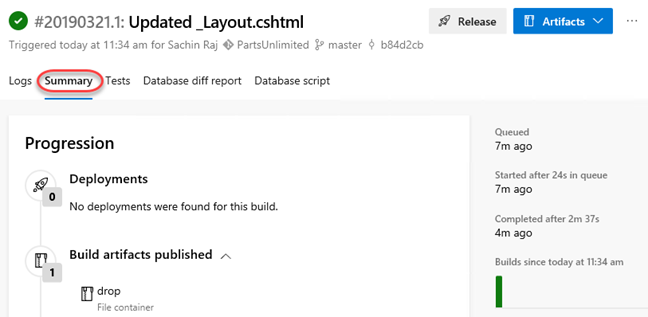 #20190321.1: Updated _Layout.cshtml
Release
Artifacts
Triggered today at 11:34 am for Sachin Raj PartsUnlimited master b84d2cb
Logs Summary Tests Database diff report Database script
Progression
Deployments
0
No deployments were found for this build.
Build artifacts published
1
drop
File container
Queued
7m ago
Started after 24s in queue
7m ago
Completed after 2m 37s
4m ago
Builds since today at 11:34 am